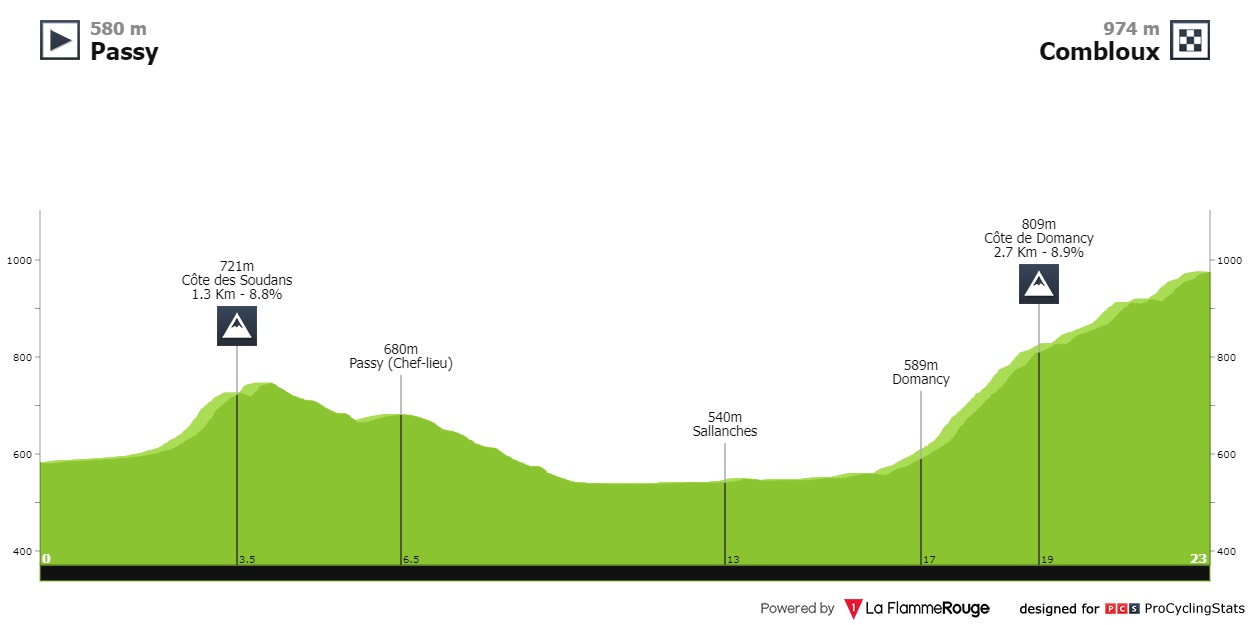 580 m
Passy
974 m
Combloux
809m
Côte de Domancy
2.7 Km - 8.9%
721m
Côte des Soudans
1.3 Km - 8.8%
680m
Passy (Chef-lieu)
589m
Domancy
540m
Sallanches
1000
800
600
400
1000
800
600
400
0
3.5
6.5
13
17
19
23
Powered by 1 La FlammeRouge designed for PCS ProCyclingStats